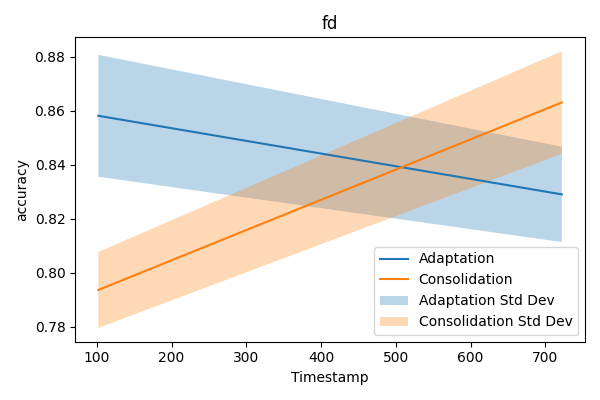 fd
0.88
0.86
0.84
0.82
0.80
0.78
accuracy
Adaptation
Consolidation
Adaptation Std Dev
Consolidation Std Dev
100 200 300 400 500 600 700
Timestamp